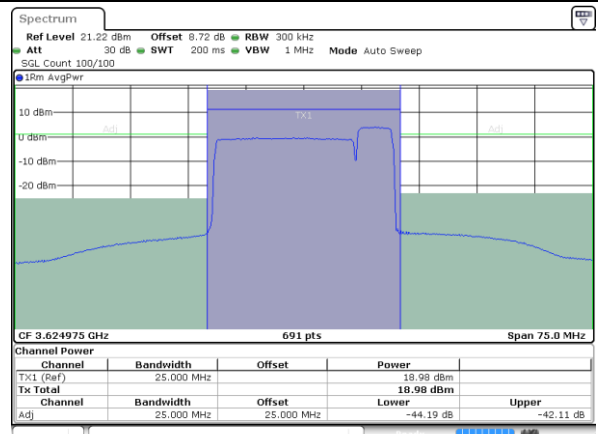 Spectrum
Ref Level 21.22 dBm Offset 8.72 dB RBW 300 kHz
Att 30 dB SWT 200 ms VBW 1 MHz Mode Auto Sweep
SGL Count 100/100
1Rm AvgPwr
10 dBm
TX1
Adj
Adj
0 dBm
-10 dBm
-20 dBm
CF 3.624975 GHz 691 pts Span 75.0 MHz
Channel Power
Channel Bandwidth Offset Power
TX1 (Ref) 25.000 MHz 18.98 dBm
Tx Total 18.98 dBm
Channel Bandwidth Offset Lower Upper
Adj 25.000 MHz 25.000 MHz -44.19 dB -42.11 dB